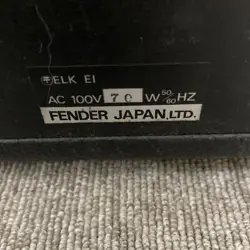 ELK EI
AC 100V 70 W 50/60 HZ
FENDER JAPAN,LTD.